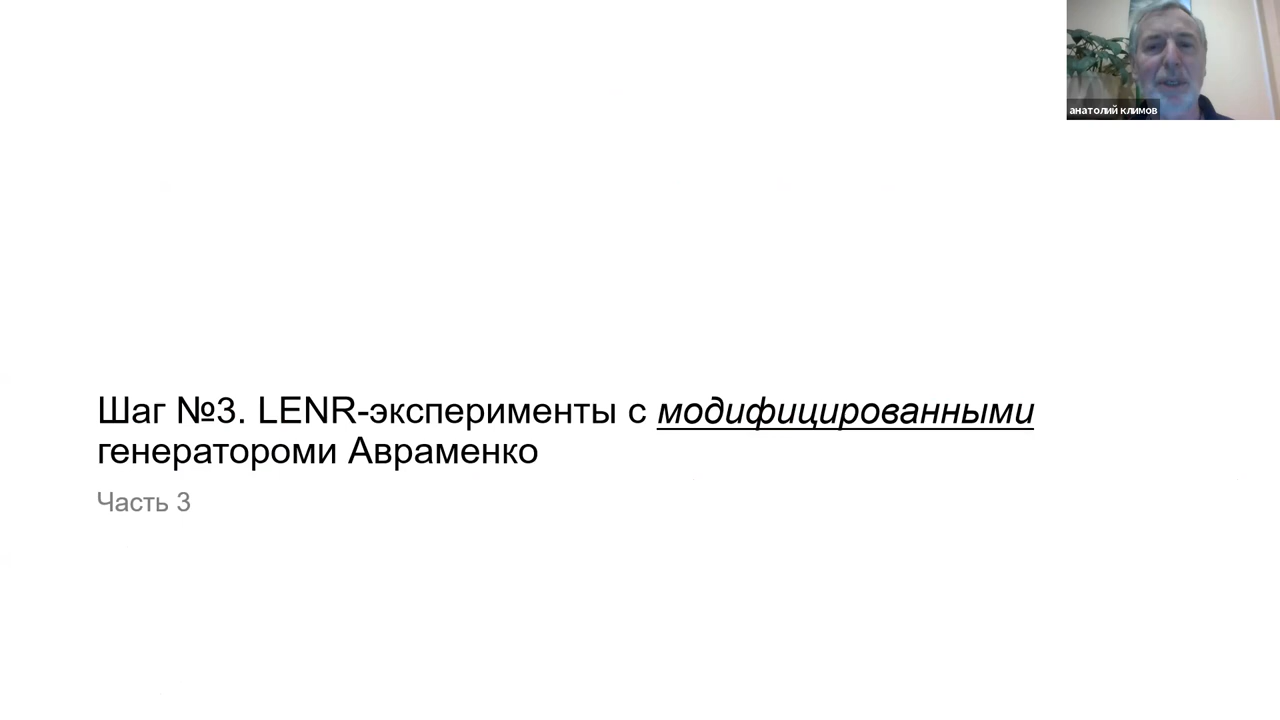 анатолий климов
Шаг №3. LENR-эксперименты с модифицированными
генератороми Авраменко
Часть 3